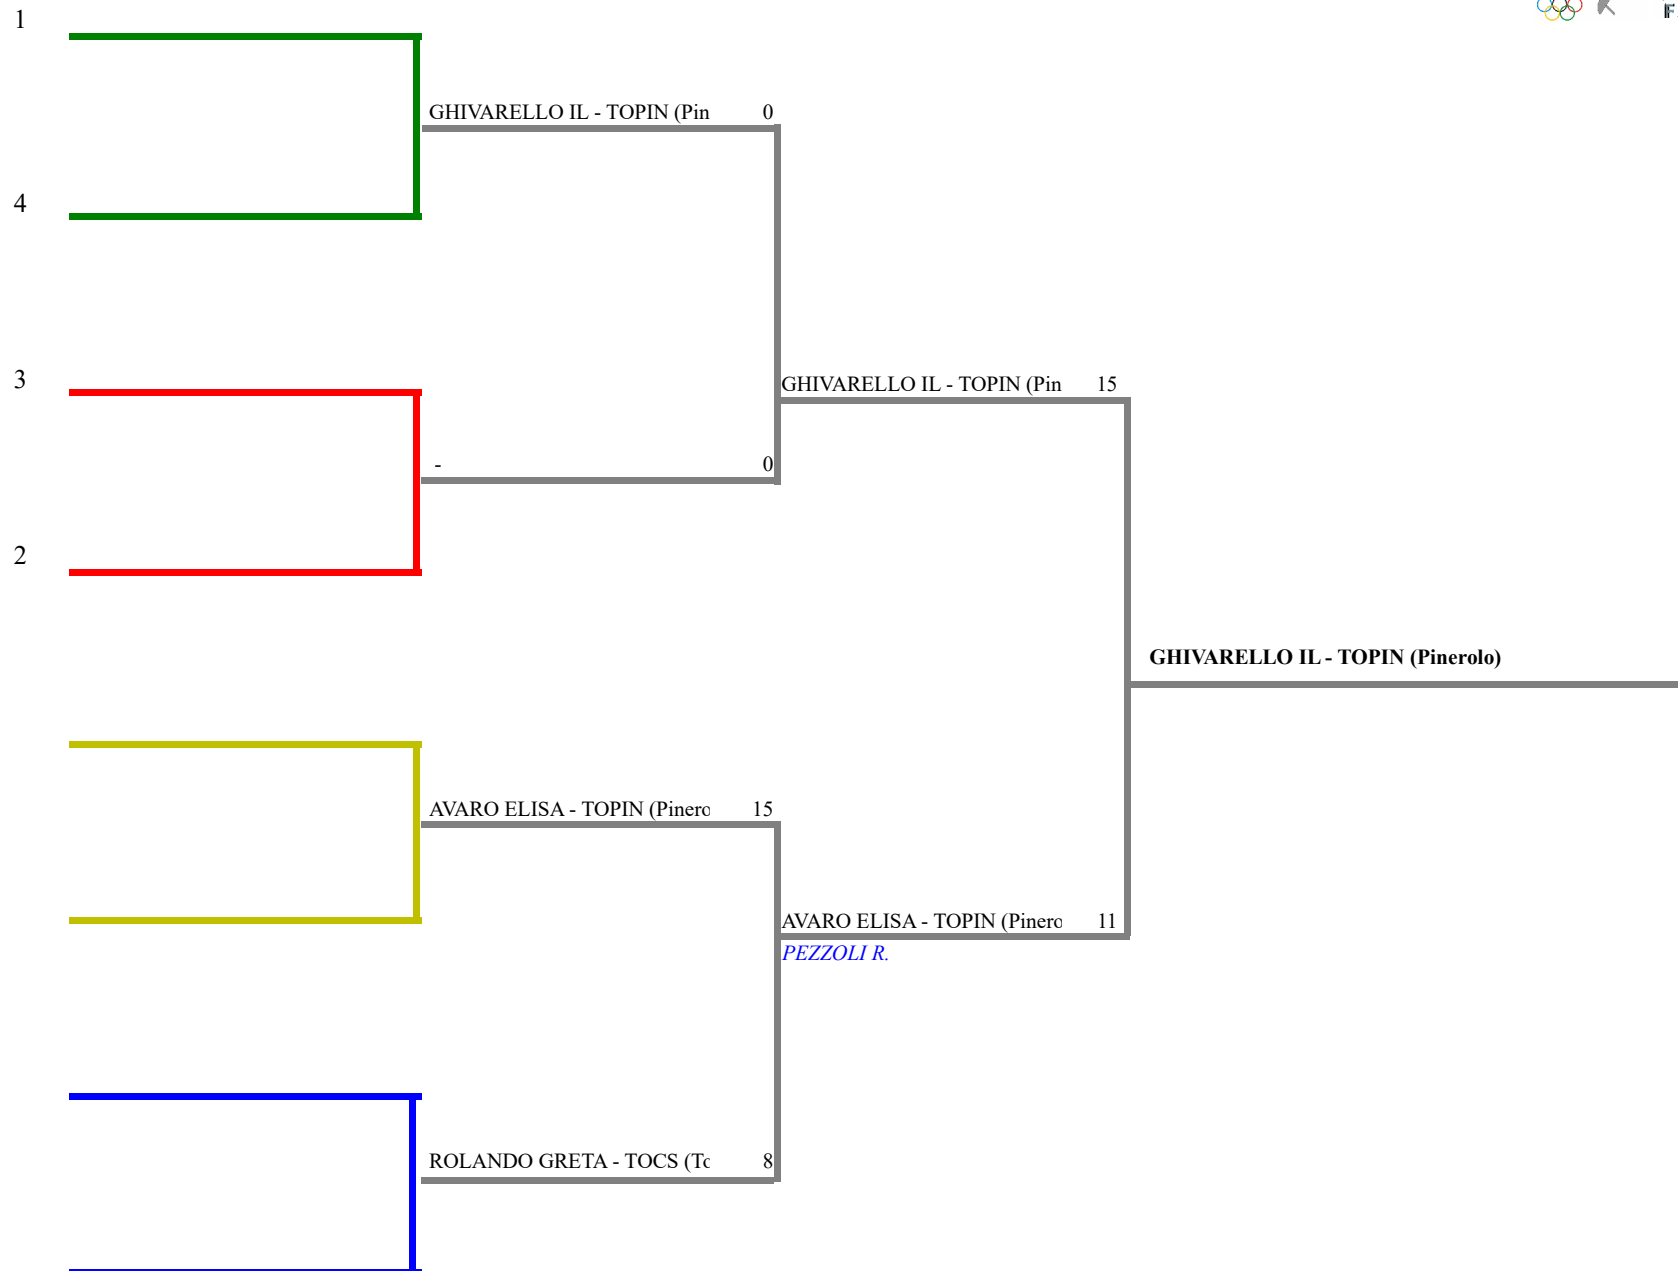 1
GHIVARELLO IL - TOPIN (Pin 0
4
3
GHIVARELLO IL - TOPIN (Pin 15
- 0
2
GHIVARELLO IL - TOPIN (Pinerolo)
AVARO ELISA - TOPIN (Pinero 15
AVARO ELISA - TOPIN (Pinero 11
PEZZOLI R.
ROLANDO GRETA - TOCS (To 8